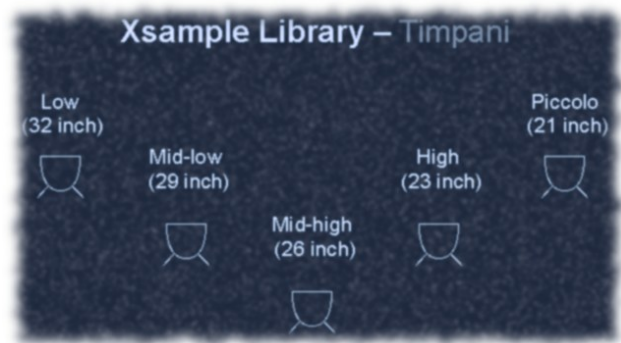 Xsample Library – Timpani
Low
(32 inch)
Mid-low
(29 inch)
Mid-high
(26 inch)
High
(23 inch)
Piccolo
(21 inch)